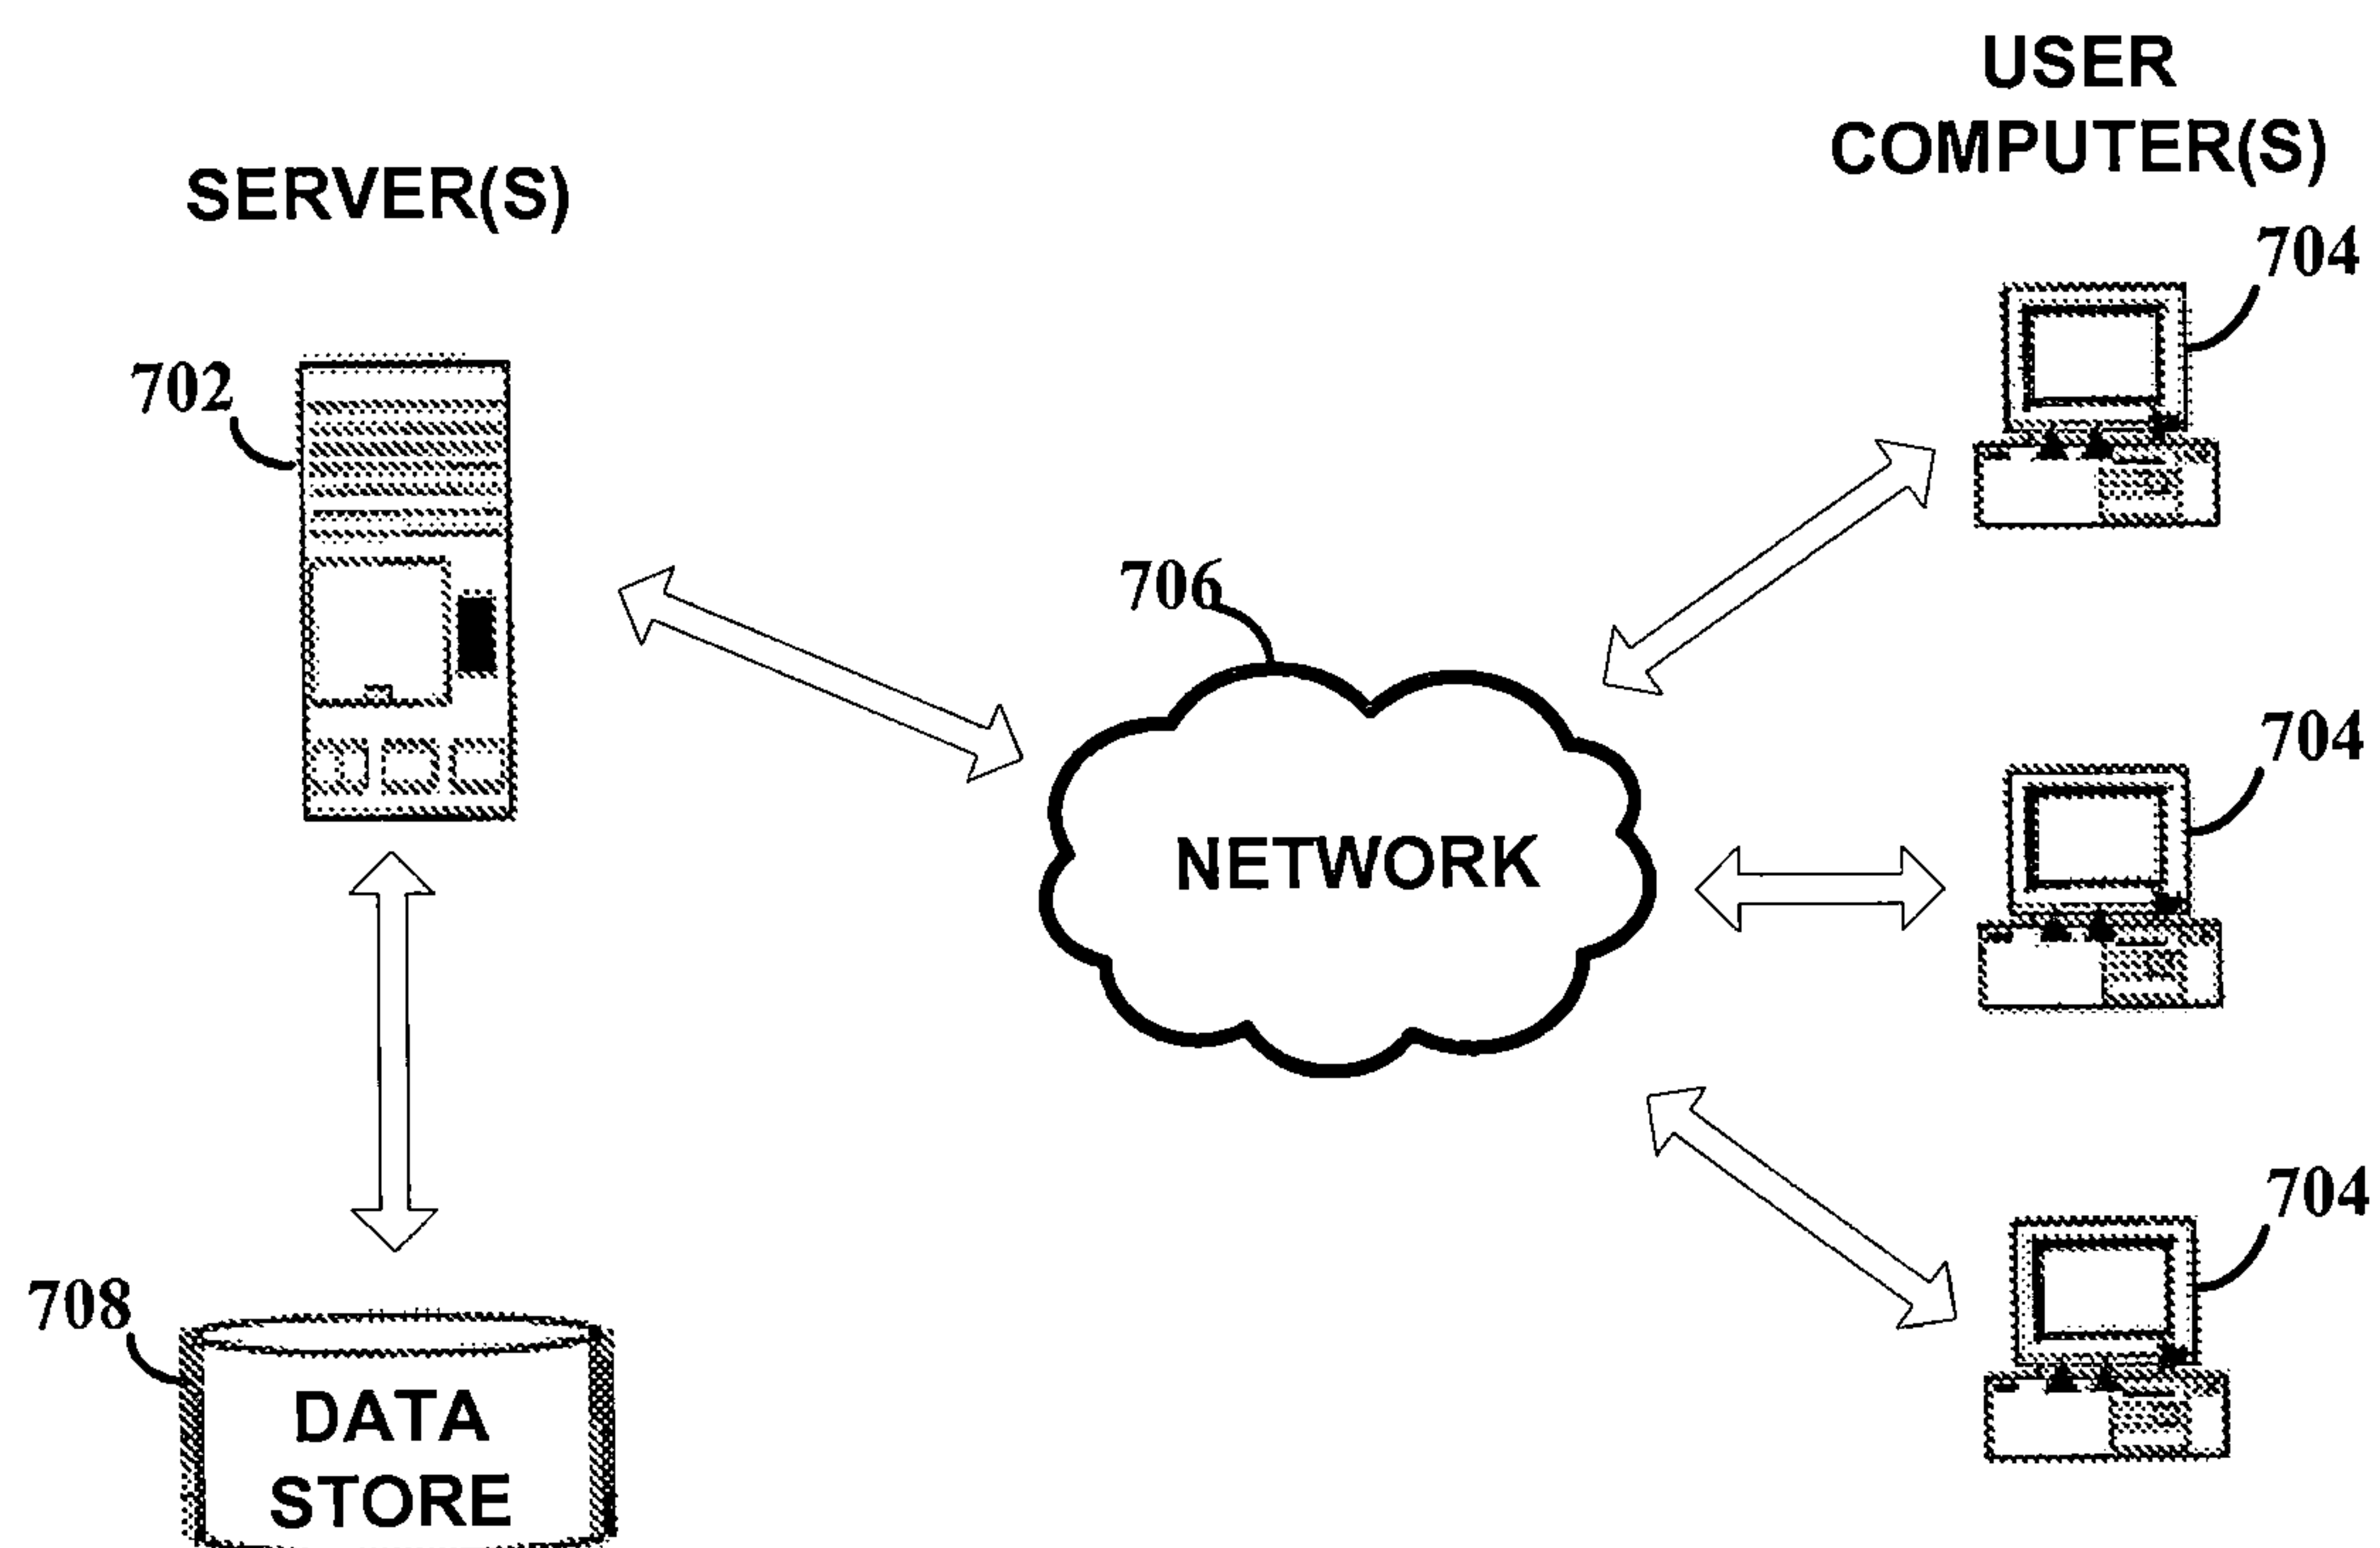 USER
COMPUTER(S)
SERVER(S)
704
702
706
704
NETWORK
704
708
DATA
STORE